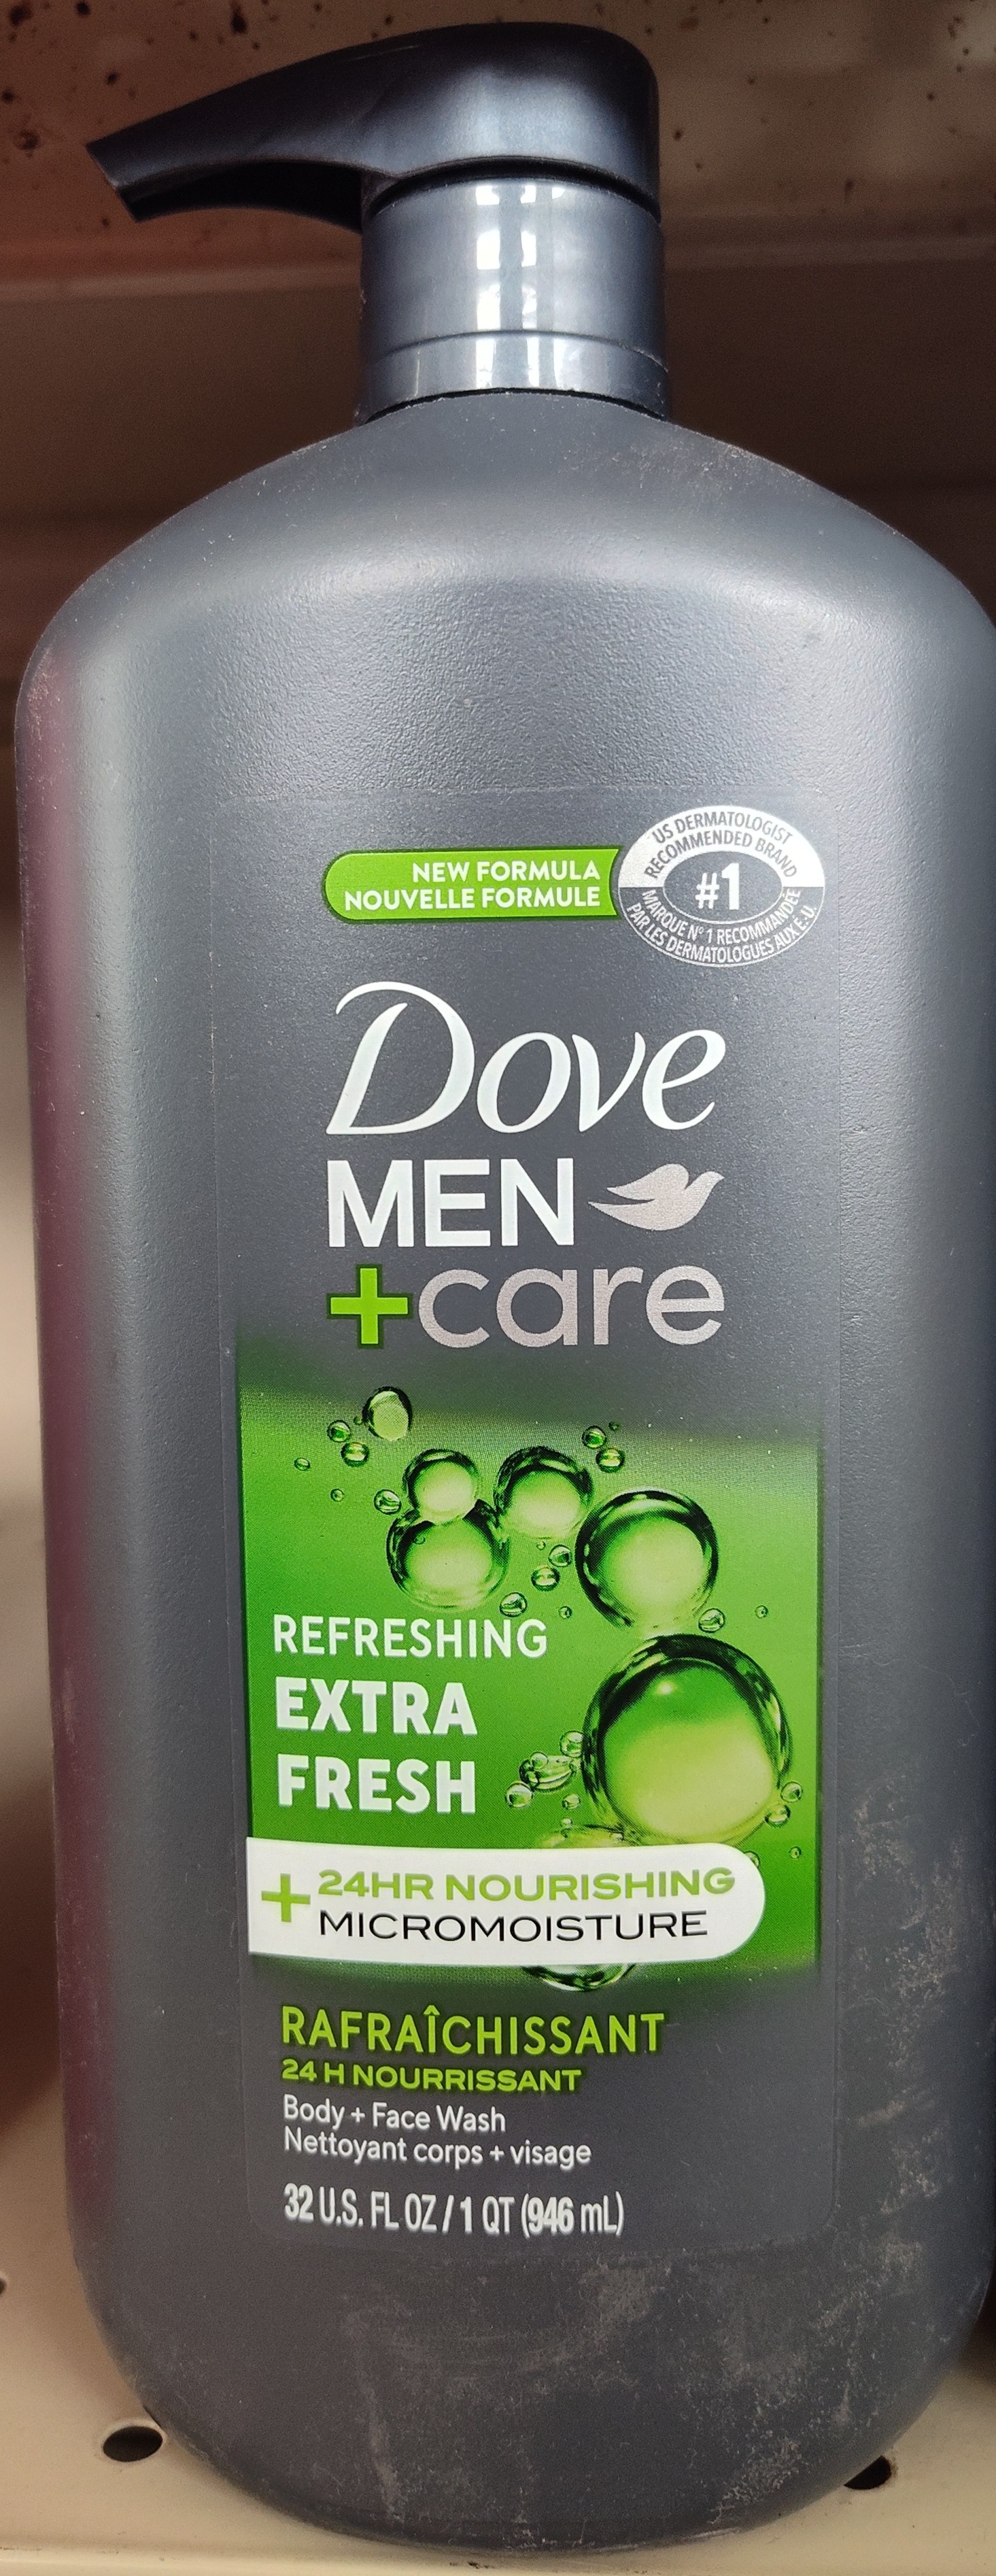 NEW FORMULA
NOUVELLE FORMULE
US DERMATOLOGIST
RECOMMENDED BRAND
#1
MARQUE N° 1 RECOMMANDÉE
PAR LES DERMATOLOGUES AUX É.-U.
Dove
MEN
+care
REFRESHING
EXTRA
FRESH
+ 24HR NOURISHING
MICROMOISTURE
RAFRAÎCHISSANT
24 H NOURRISSANT
Body + Face Wash
Nettoyant corps + visage
32 U.S. FL OZ / 1 QT (946 mL)